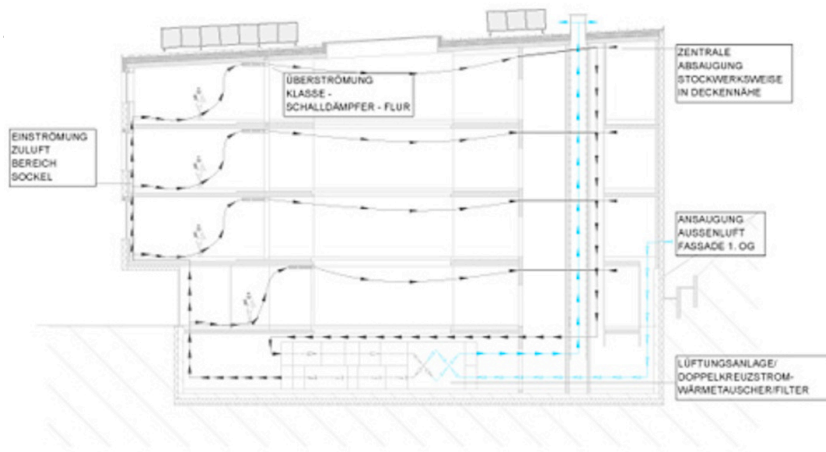 ÜBERSTRÖMUNG
KLASSE -
SCHALLDÄMPFER - FLUR
ZENTRALE
ABSAUGUNG
STOCKWERKSWEISE
IN DECKENNÄHE
EINSTRÖMUNG
ZULUFT
BEREICH
SOCKEL
ANSAUGUNG
AUSSENLUFT
FASSADE 1. OG
LÜFTUNGSANLAGE/
DOPPELKREUZSTROM-
WÄRMETAUSCHER/FILTER